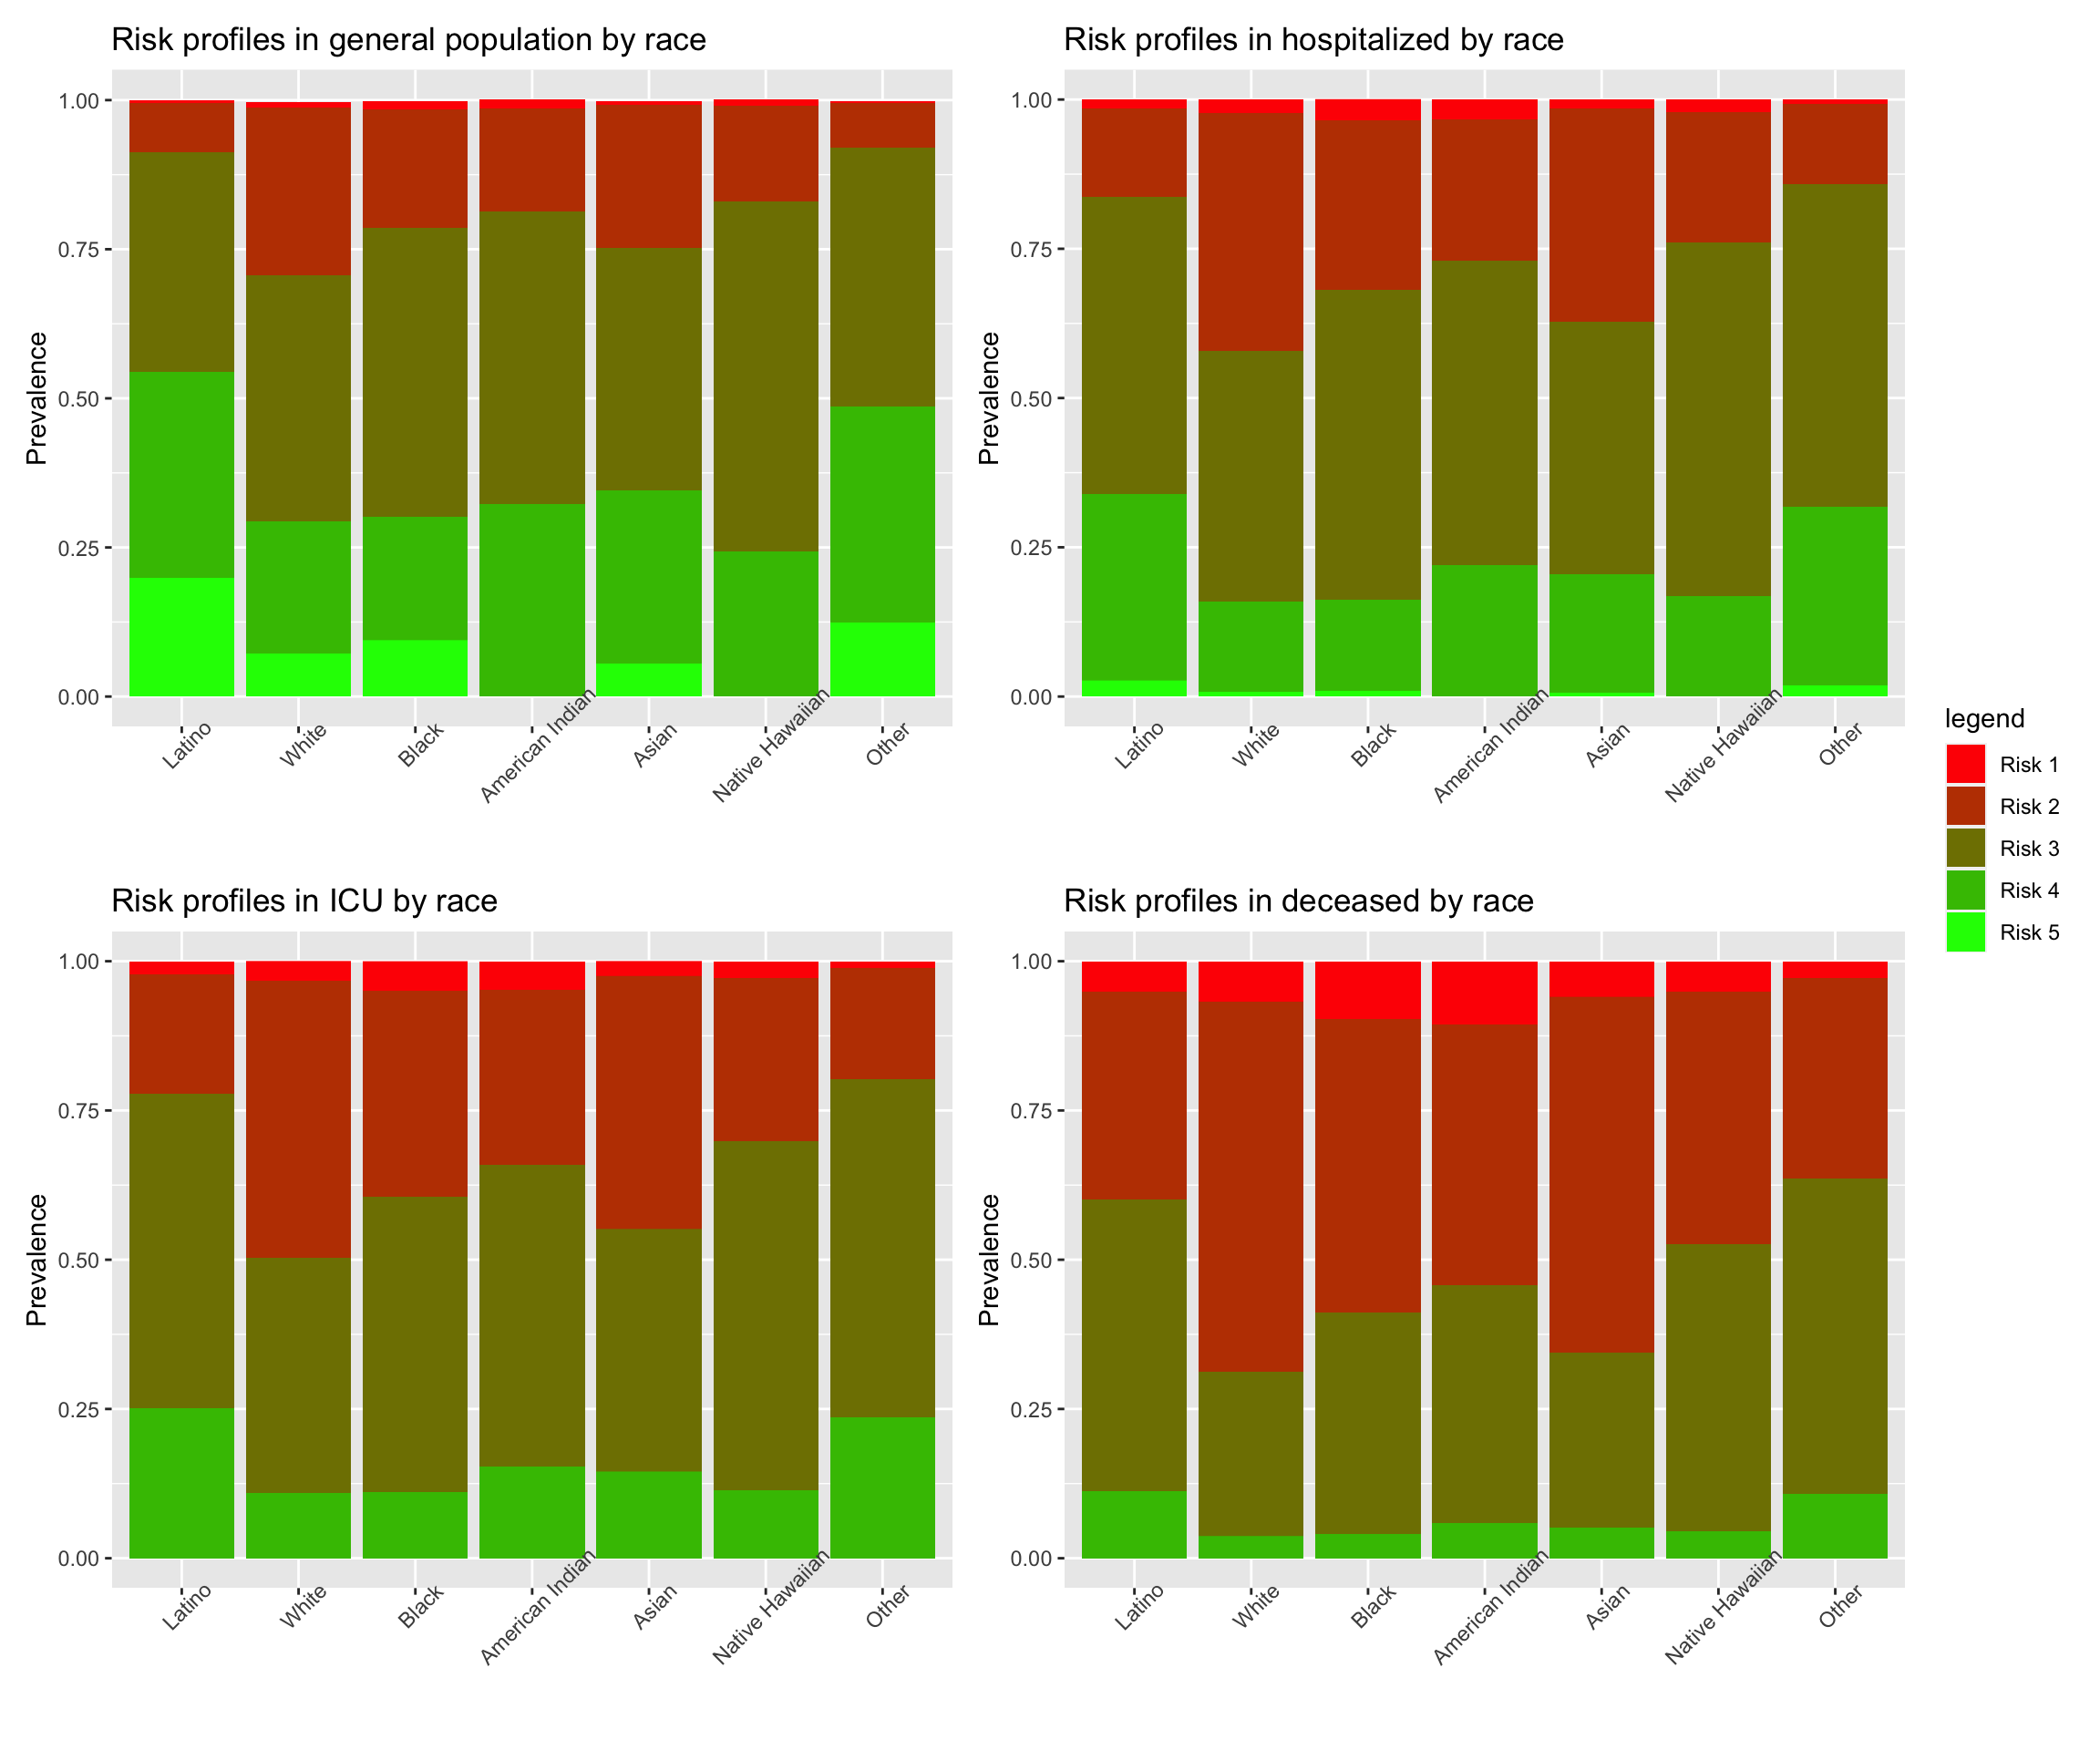 Risk profiles in general population by race
Prevalence
1.00
0.75
0.50
0.25
0.00
Latino
White
Black
American Indian
Asian
Native Hawaiian
Other
Risk profiles in hospitalized by race
Prevalence
1.00
0.75
0.50
0.25
0.00
Latino
White
Black
American Indian
Asian
Native Hawaiian
Other
legend
Risk 1
Risk 2
Risk 3
Risk 4
Risk 5
Risk profiles in ICU by race
Prevalence
1.00
0.75
0.50
0.25
0.00
Latino
White
Black
American Indian
Asian
Native Hawaiian
Other
Risk profiles in deceased by race
Prevalence
1.00
0.75
0.50
0.25
0.00
Latino
White
Black
American Indian
Asian
Native Hawaiian
Other